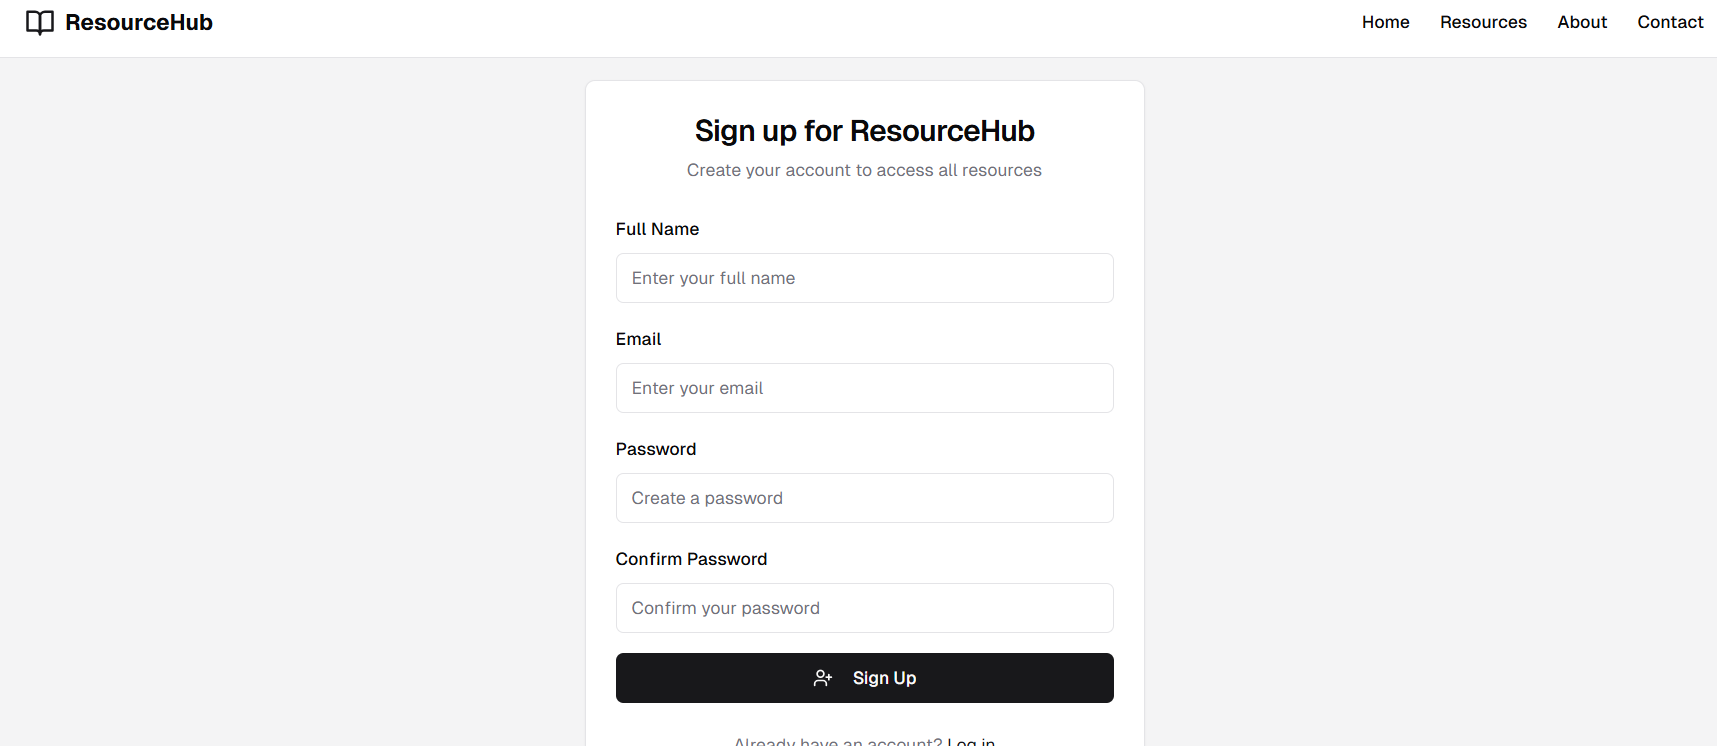 ResourceHub
Home Resources About Contact
Sign up for ResourceHub
Create your account to access all resources
Full Name
Enter your full name
Email
Enter your email
Password
Create a password
Confirm Password
Confirm your password
Sign Up
Already have an account? Log in